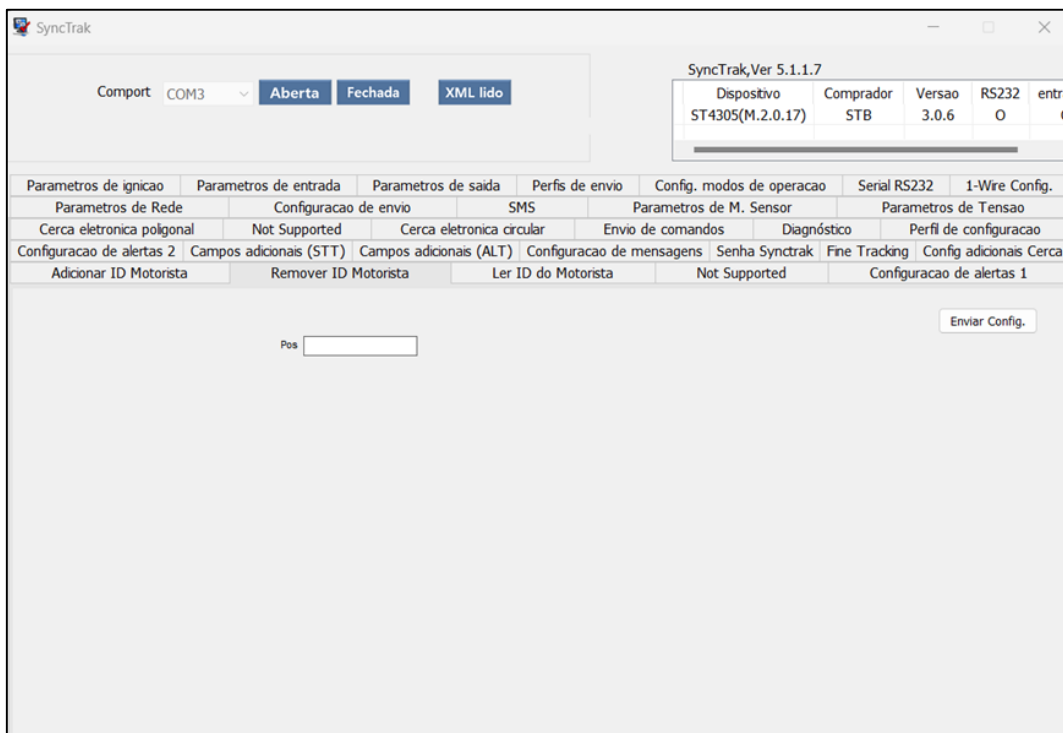 SyncTrak
SyncTrak,Ver 5.1.1.7
Comport COM3 Aberta Fechada XML lido
Dispositivo Comprador Versao RS232 entr
ST4305(M.2.0.17) STB 3.0.6 O
Parametros de ignicao Parametros de entrada Parametros de saida Perfis de envio Config. modos de operacao Serial RS232 1-Wire Config.
Parametros de Rede Configuracao de envio SMS Parametros de M. Sensor Parametros de Tensao
Cerca eletronica poligonal Not Supported Cerca eletronica circular Envio de comandos Diagnóstico Perfil de configuracao
Configuracao de alertas 2 Campos adicionais (STT) Campos adicionais (ALT) Configuracao de mensagens Senha Synctrak Fine Tracking Config adicionais Cerca
Adicionar ID Motorista Remover ID Motorista Ler ID do Motorista Not Supported Configuracao de alertas 1
Enviar Config.
Pos